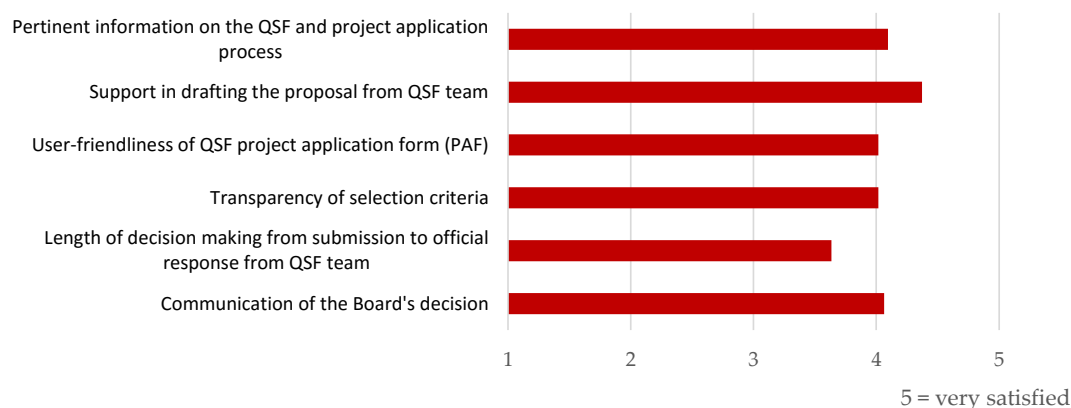 Pertinent information on the QSF and project application
process
Support in drafting the proposal from QSF team
User-friendliness of QSF project application form (PAF)
Transparency of selection criteria
Length of decision making from submission to official
response from QSF team
Communication of the Board's decision
1 2 3 4 5
5 = very satisfied